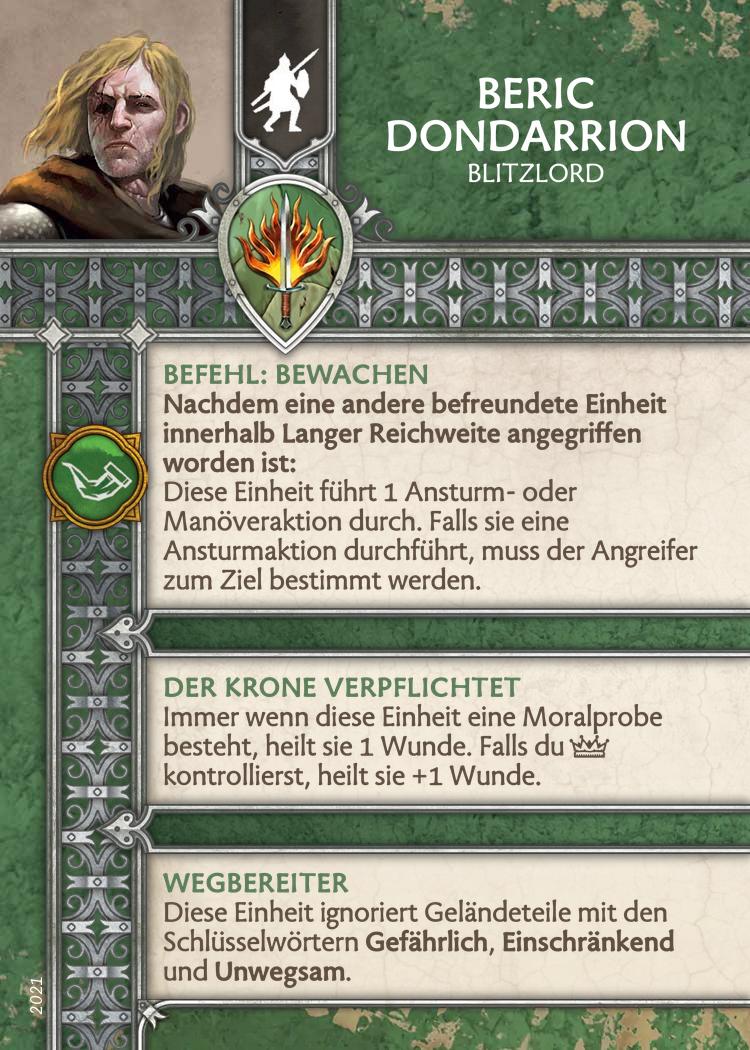 BERIC
DONDARRION
BLITZLORD
BEFEHL: BEWACHEN
Nachdem eine andere befreundete Einheit
innerhalb Langer Reichweite angegriffen
worden ist:
Diese Einheit führt 1 Ansturm- oder
Manöveraktion durch. Falls sie eine
Ansturmaktion durchführt, muss der Angreifer
zum Ziel bestimmt werden.
DER KRONE VERPFLICHTET
Immer wenn diese Einheit eine Moralprobe
besteht, heilt sie 1 Wunde. Falls du
kontrollierst, heilt sie +1 Wunde.
WEGBEREITER
Diese Einheit ignoriert Geländeteile mit den
Schlüsselwörtern Gefährlich, Einschränkend
und Unwegsam.
2021